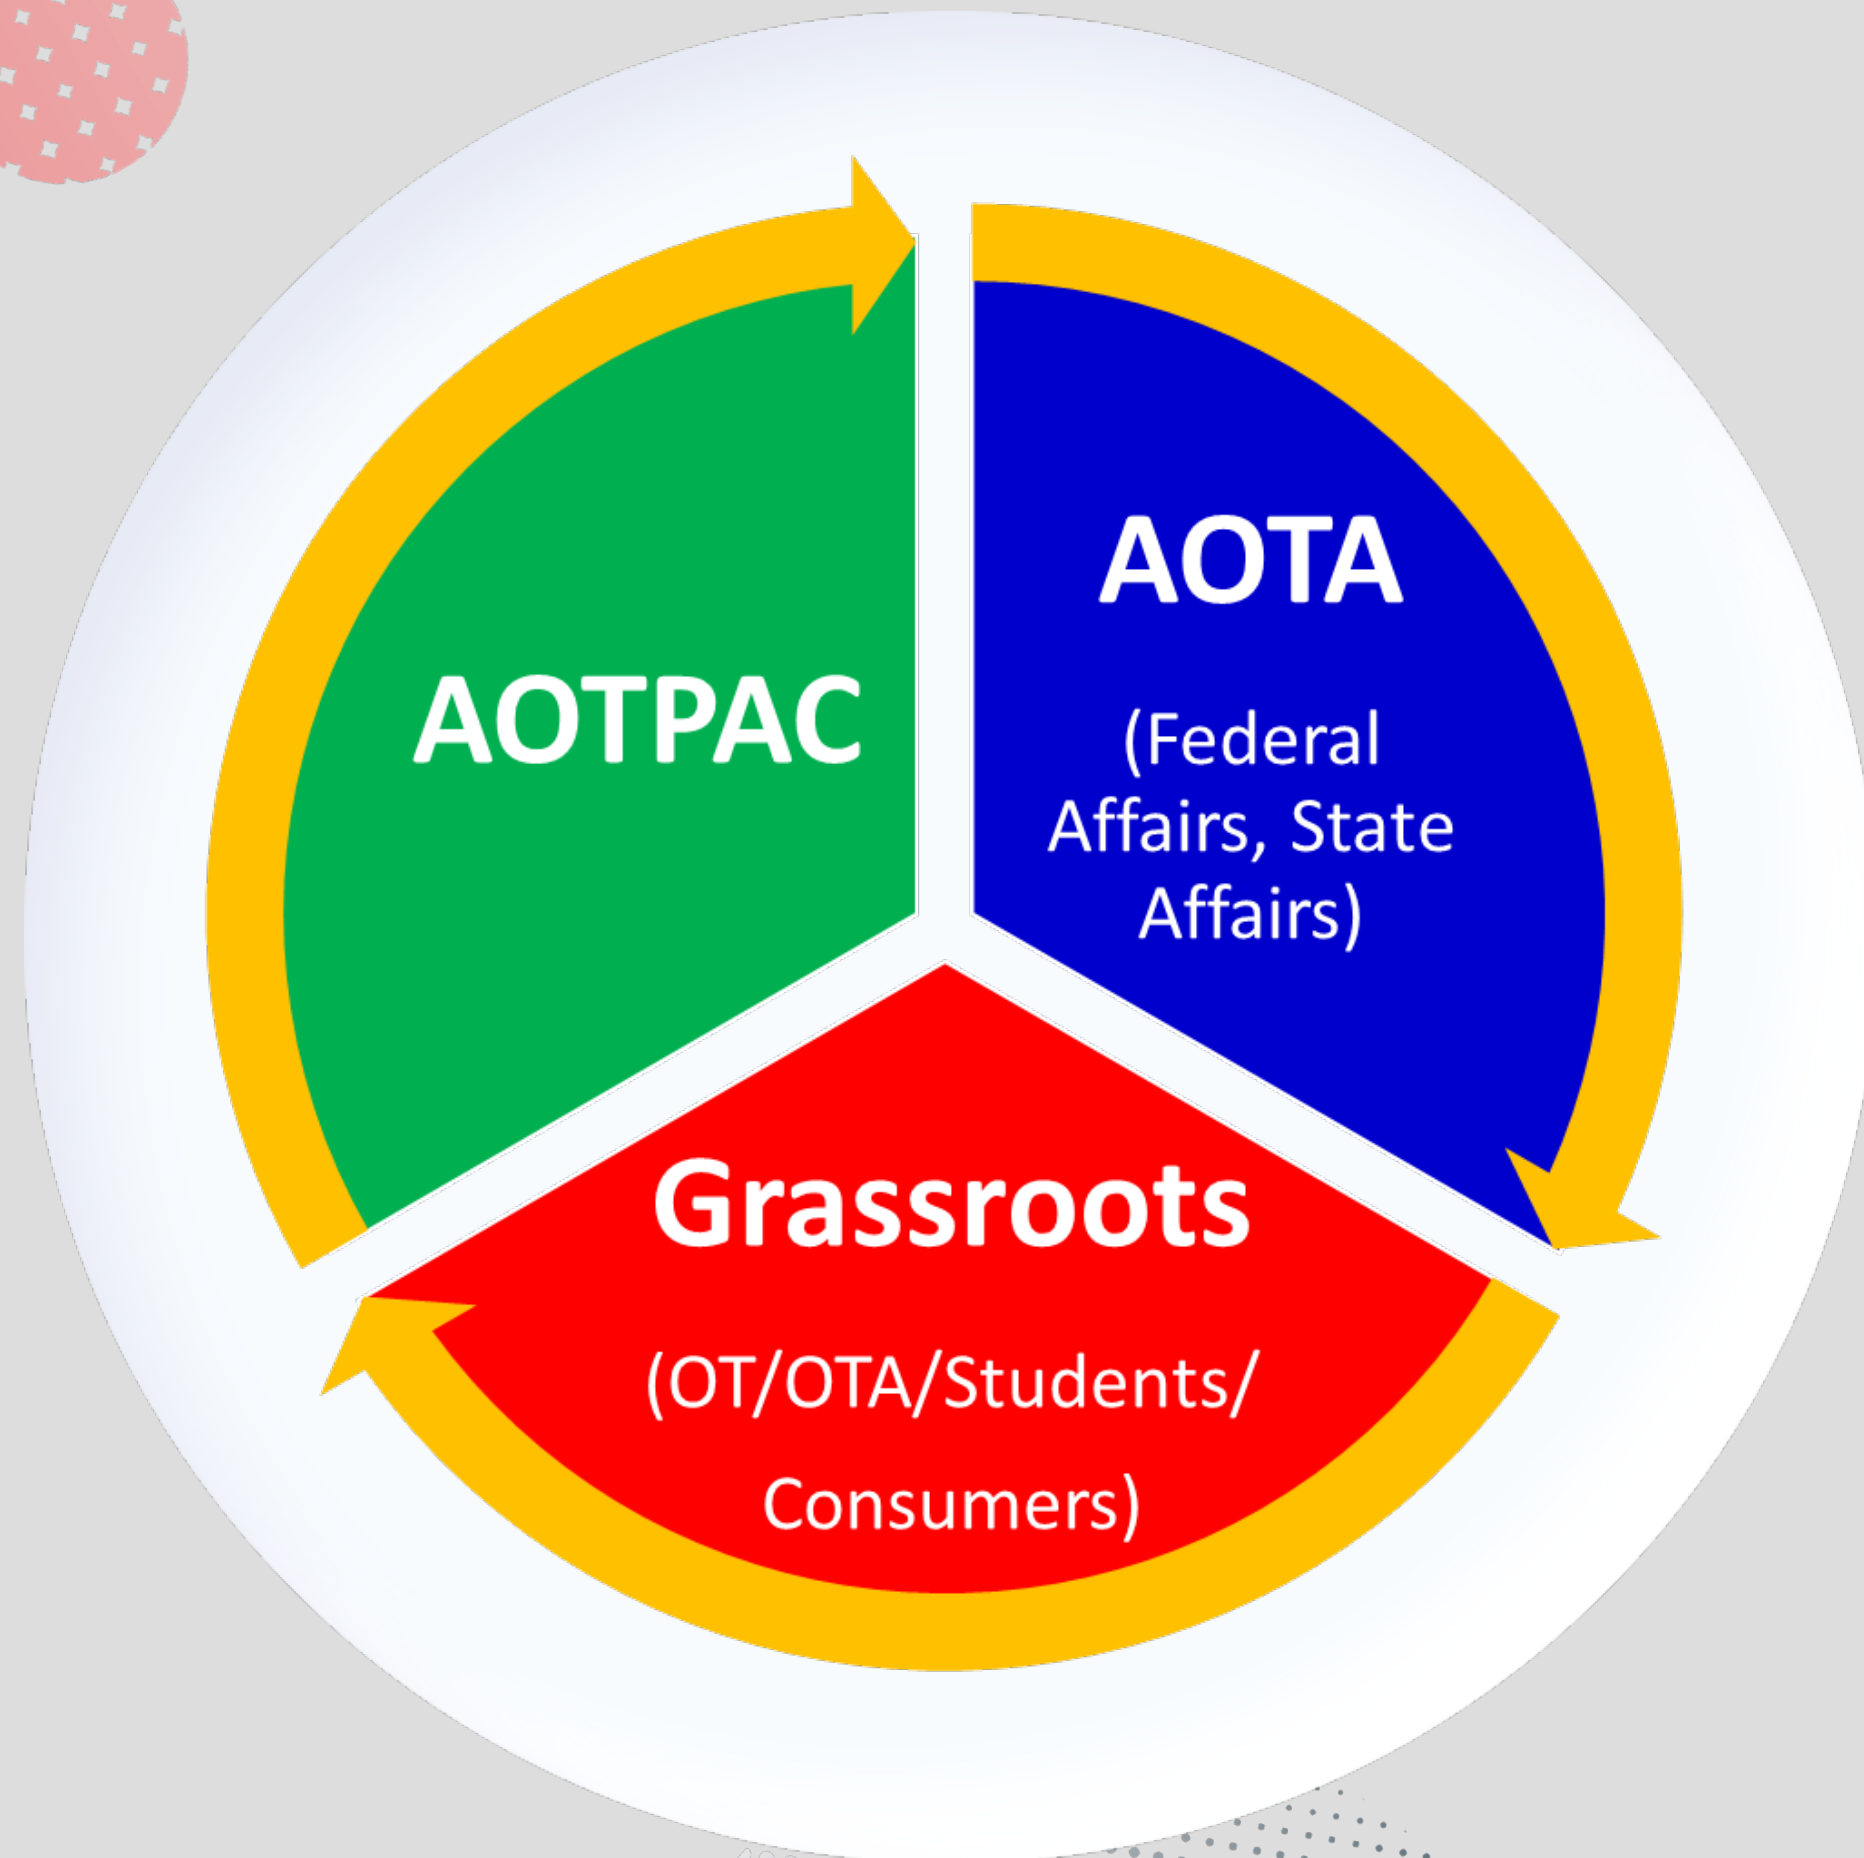 AOTPAC
AOTA
(Federal
Affairs, State
Affairs)
Grassroots
(OT/OTA/Students/
Consumers)